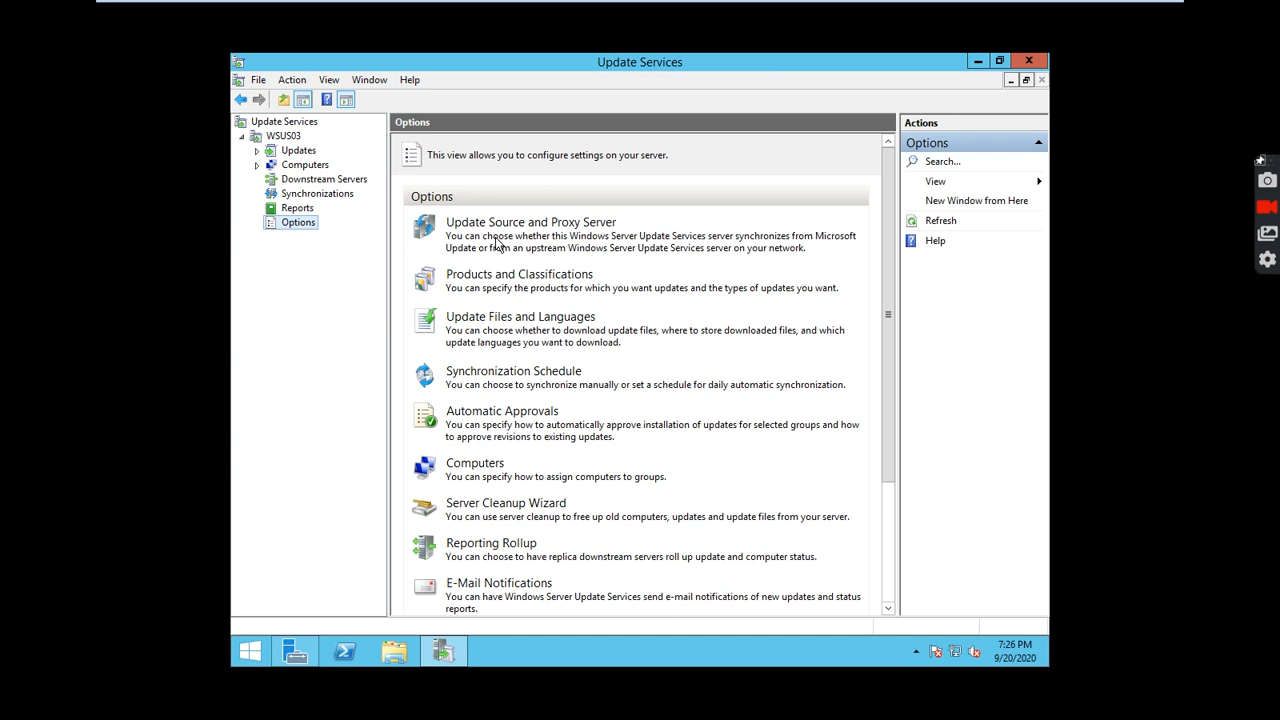 Update Services
File Action View Window Help
Update Services
WSUS03
Updates
Computers
Downstream Servers
Synchronizations
Reports
Options
Options
This view allows you to configure settings on your server.
Options
Update Source and Proxy Server
You can choose whether this Windows Server Update Services server synchronizes from Microsoft
Update or from an upstream Windows Server Update Services server on your network.
Products and Classifications
You can specify the products for which you want updates and the types of updates you want.
Update Files and Languages
You can choose whether to download update files, where to store downloaded files, and which
update languages you want to download.
Synchronization Schedule
You can choose to synchronize manually or set a schedule for daily automatic synchronization.
Automatic Approvals
You can specify how to automatically approve installation of updates for selected groups and how
to approve revisions to existing updates.
Computers
You can specify how to assign computers to groups.
Server Cleanup Wizard
You can use server cleanup to free up old computers, updates and update files from your server.
Reporting Rollup
You can choose to have replica downstream servers roll up update and computer status.
E-Mail Notifications
You can have Windows Server Update Services send e-mail notifications of new updates and status
reports.
Actions
Options
Search...
View
New Window from Here
Refresh
Help
7:26 PM
9/20/2020